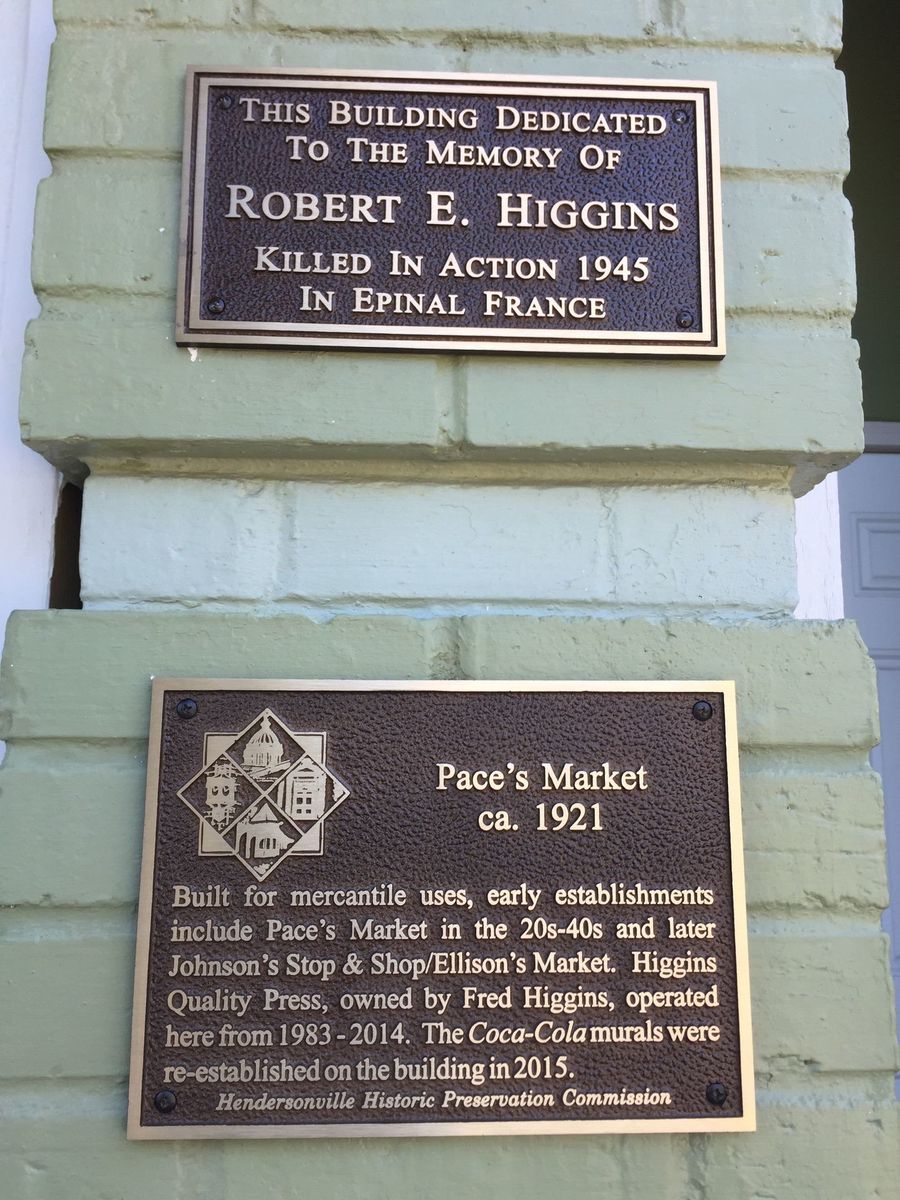 THIS BUILDING DEDICATED
TO THE MEMORY OF
ROBERT E. HIGGINS
KILLED IN ACTION 1945
IN EPINAL FRANCE
Pace's Market
ca. 1921
Built for mercantile uses, early establishments
include Pace's Market in the 20s-40s and later
Johnson's Stop & Shop/Ellison's Market. Higgins
Quality Press, owned by Fred Higgins, operated
here from 1983 - 2014. The Coca-Cola murals were
re-established on the building in 2015.
Hendersonville Historic Preservation Commission